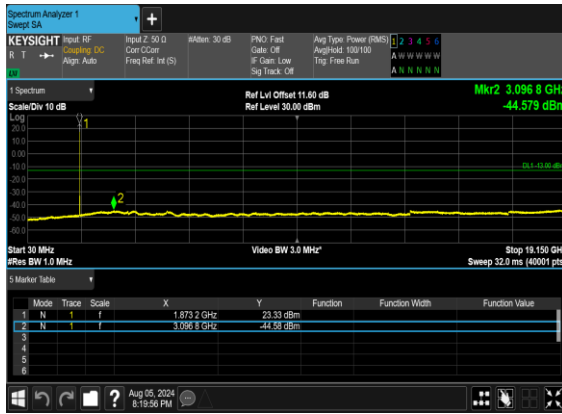 Spectrum Analyzer 1
Swept SA
+
KEYSIGHT Input: RF Input Z: 50 Ω #Atten: 30 dB PNO: Fast Avg Type: Power (RMS) 1 2 3 4 5 6
R T Coupling: DC Corr CCorr Gate: Off Avg|Hold: 100/100 A W W W W W
Align: Auto Freq Ref: Int (S) IF Gain: Low Trig: Free Run
LXI Sig Track: Off A N N N N N
1 Spectrum Ref Lvl Offset 11.60 dB Mkr2 3.096 8 GHz
Scale/Div 10 dB Ref Level 30.00 dBm -44.579 dBm
Log
1
20.0
10.0
0.00
-10.0 DL1 -13.00 dBm
-20.0
-30.0
2
-40.0
-50.0
-60.0
Start 30 MHz Video BW 3.0 MHz* Stop 19.150 GHz
#Res BW 1.0 MHz Sweep 32.0 ms (40001 pts)
5 Marker Table
Mode Trace Scale X Y Function Function Width Function Value
1 N 1 f 1.873 2 GHz 23.33 dBm
2 N 1 f 3.096 8 GHz -44.58 dBm
3
4
5
6
? Aug 05, 2024
8:19:56 PM